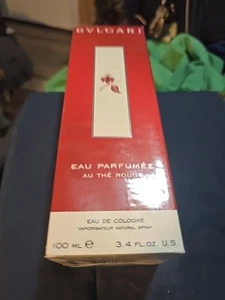 BVLGARI
EAU PARFUMÉE
AU THÉ ROUGE
EAU DE COLOGNE
VAPORISATEUR NATURAL SPRAY
100 ML ℮ 3.4 FL.OZ. U.S.